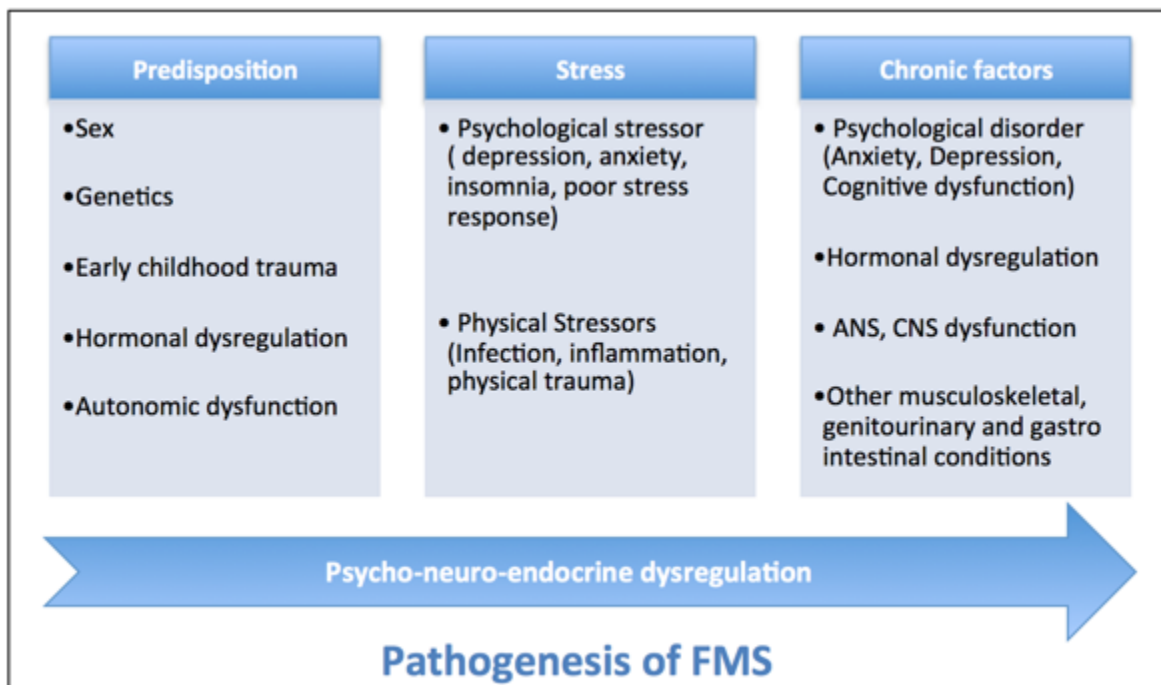 Predisposition
•Sex
•Genetics
•Early childhood trauma
•Hormonal dysregulation
•Autonomic dysfunction
Stress
• Psychological stressor
( depression, anxiety,
insomnia, poor stress
response)
• Physical Stressors
(Infection, inflammation,
physical trauma)
Chronic factors
• Psychological disorder
(Anxiety, Depression,
Cognitive dysfunction)
•Hormonal dysregulation
• ANS, CNS dysfunction
•Other musculoskeletal,
genitourinary and gastro
intestinal conditions
Psycho-neuro-endocrine dysregulation
Pathogenesis of FMS